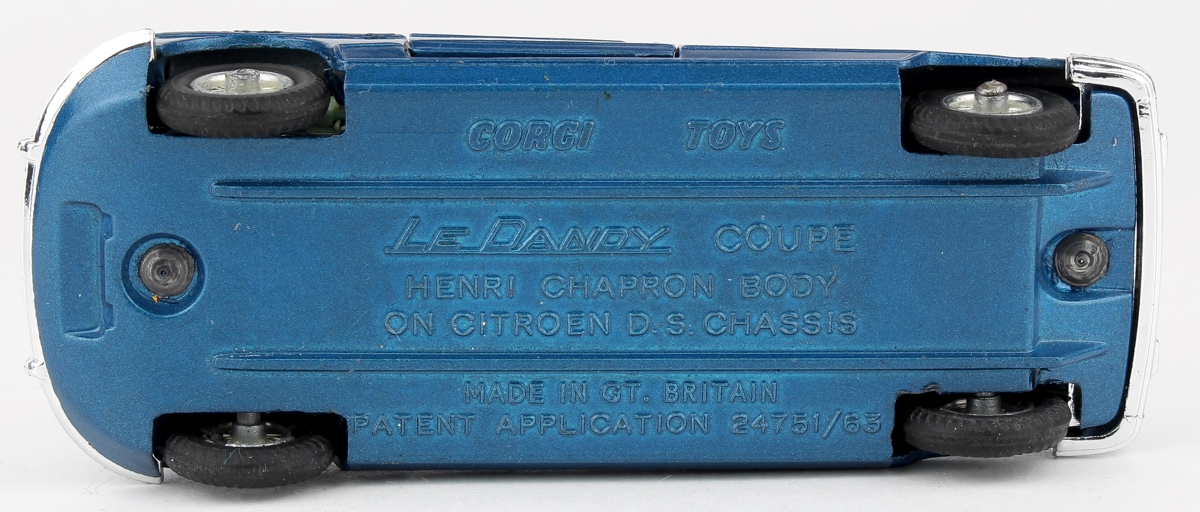 CORGI TOYS
LE DANDY COUPE
HENRI CHAPRON BODY
ON CITROEN D.S. CHASSIS
MADE IN GT. BRITAIN
PATENT APPLICATION 24751/63